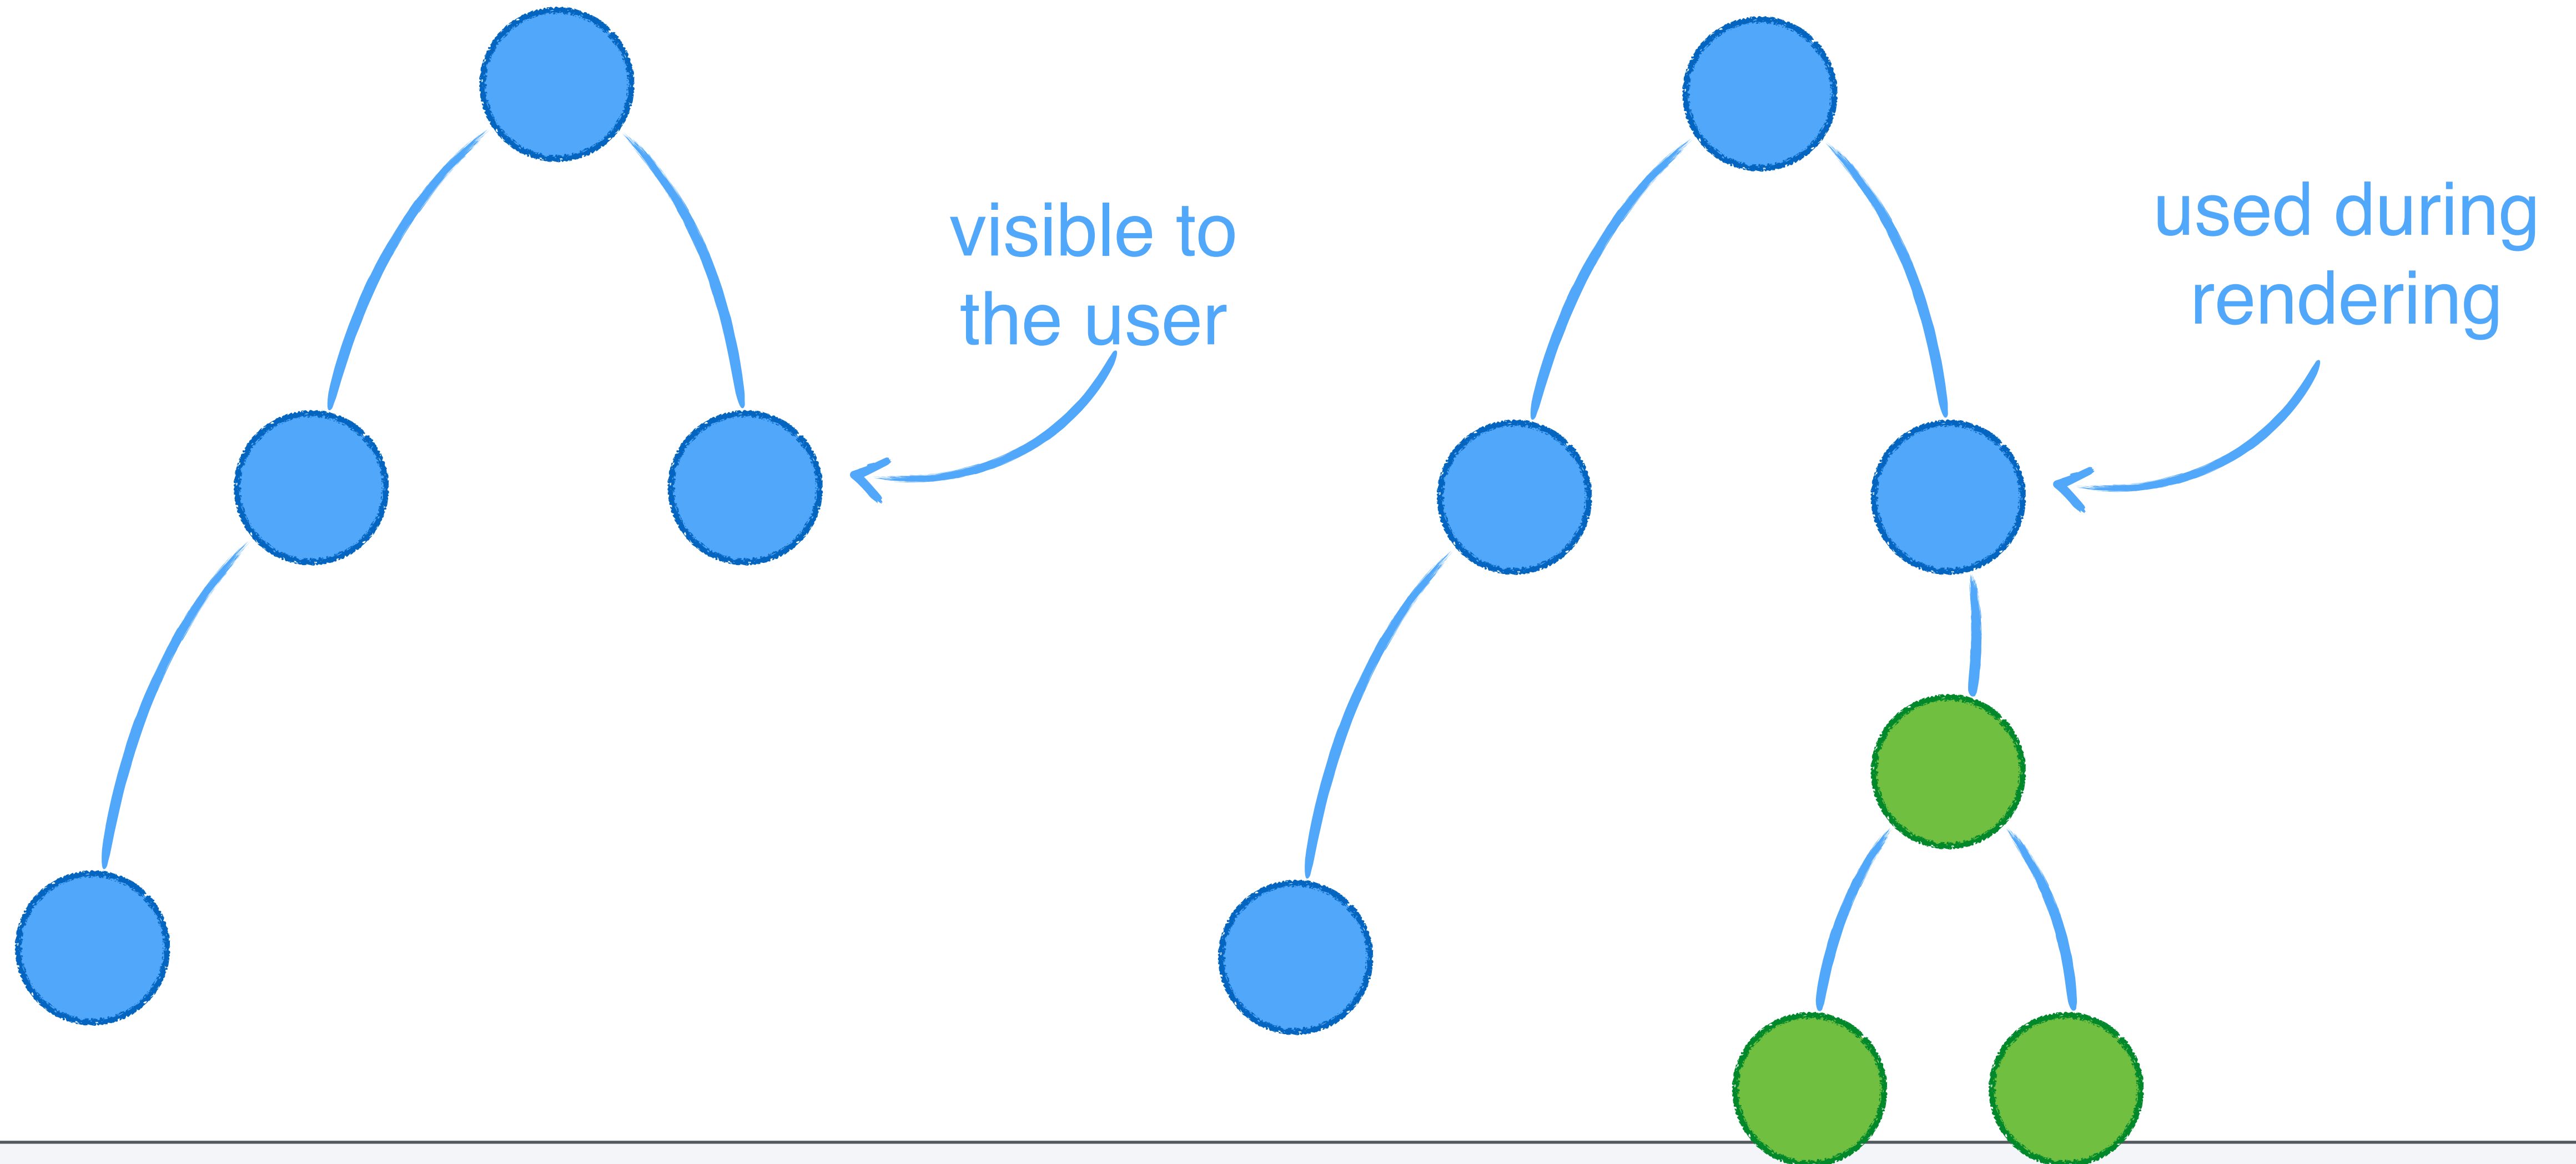 visible to
the user
used during
rendering